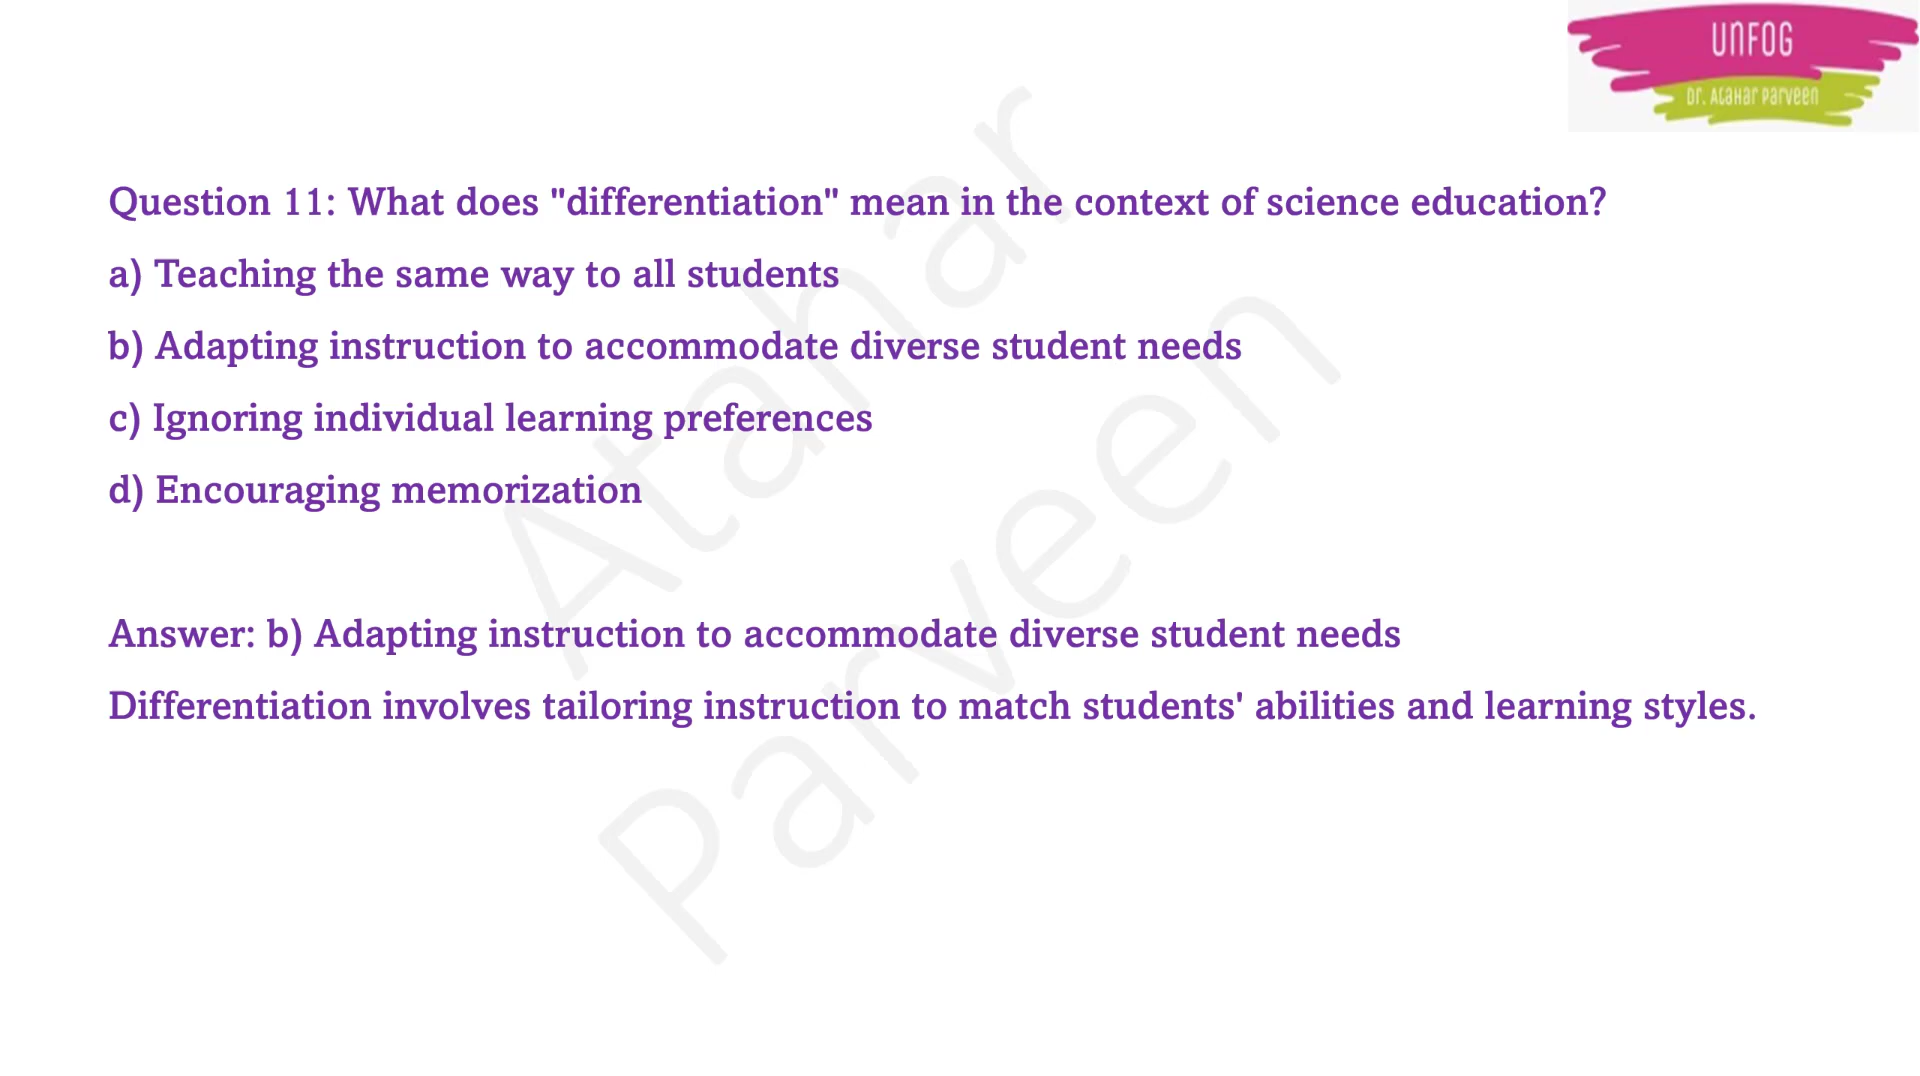 UNFOG
Dr. Atahar Parveen
Question 11: What does "differentiation" mean in the context of science education?
a) Teaching the same way to all students
b) Adapting instruction to accommodate diverse student needs
c) Ignoring individual learning preferences
d) Encouraging memorization
Answer: b) Adapting instruction to accommodate diverse student needs
Differentiation involves tailoring instruction to match students' abilities and learning styles.
Atahar
Parveen